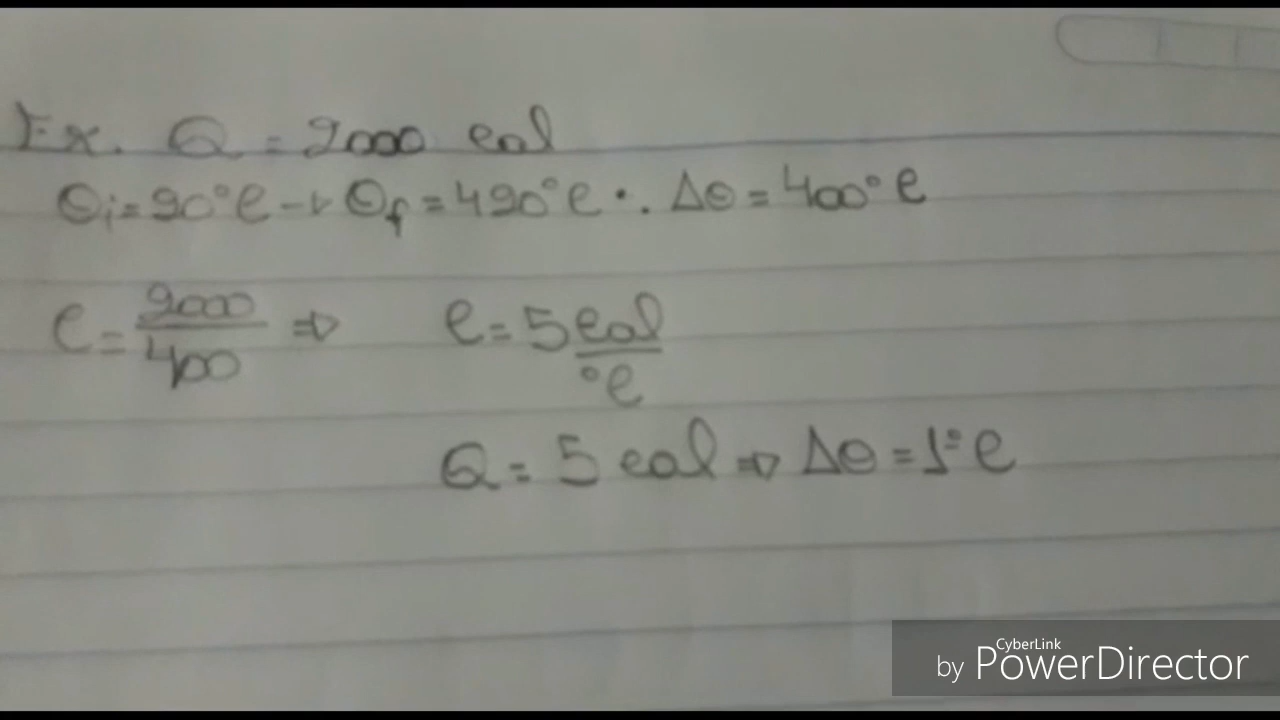 Ex. Q = 2000 cal
θi = 90°C → θf = 490°C ∴ Δθ = 400°C
C = 2000/400 ⇒ C = 5 cal/°C
Q = 5 cal ⇒ Δθ = 1°C
CyberLink
by PowerDirector